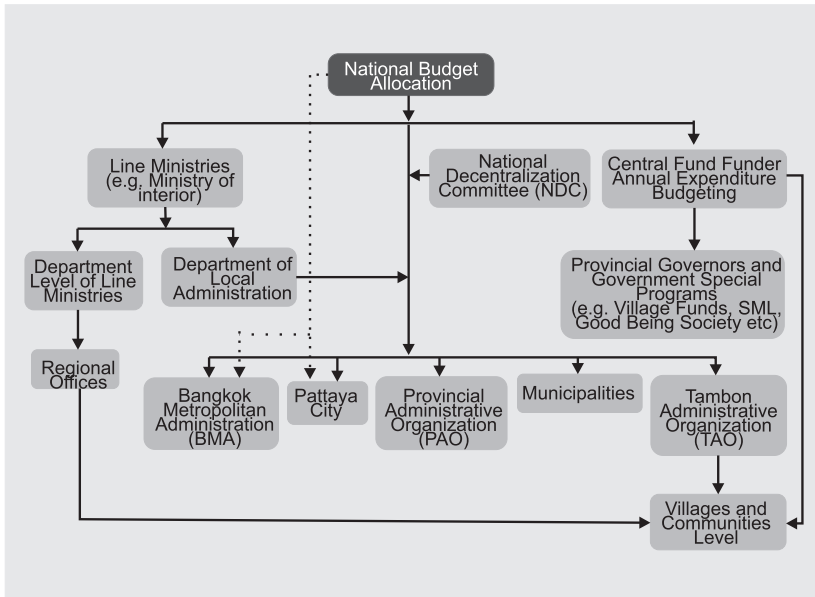 National Budget
Allocation
Line Ministries
(e.g. Ministry of
interior)
National
Decentralization
Committee (NDC)
Central Fund Funder
Annual Expenditure
Budgeting
Department
Level of Line
Ministries
Department of
Local
Administration
Provincial Governors and
Government Special
Programs
(e.g. Village Funds, SML,
Good Being Society etc)
Regional
Offices
Bangkok
Metropolitan
Administration
(BMA)
Pattaya
City
Provincial
Administrative
Organization
(PAO)
Municipalities
Tambon
Administrative
Organization
(TAO)
Villages and
Communities
Level